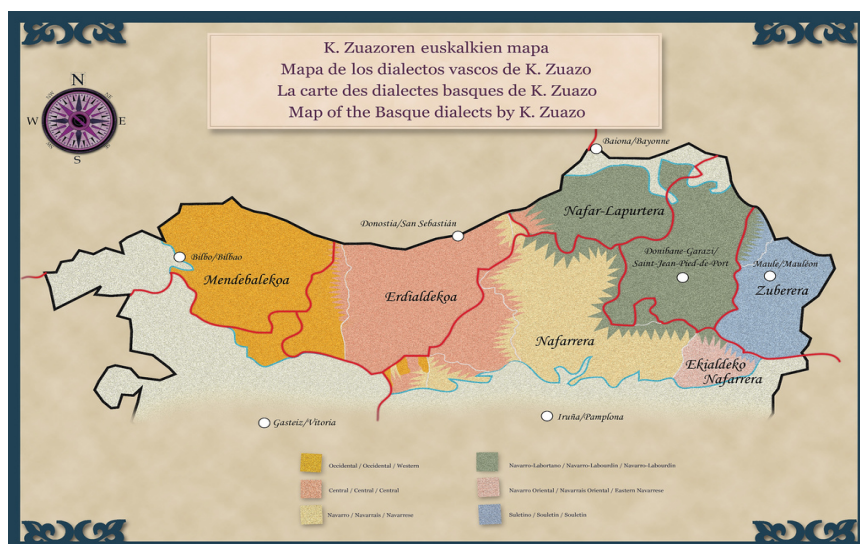 K. Zuazoren euskalkien mapa
Mapa de los dialectos vascos de K. Zuazo
La carte des dialectes basques de K. Zuazo
Map of the Basque dialects by K. Zuazo
N
W E
S
Baiona/Bayonne
Nafar-Lapurtera
Donostia/San Sebastián
Bilbo/Bilbao
Mendebalekoa
Erdialdekoa
Donibane-Garazi/
Saint-Jean-Pied-de-Port
Maule/Mauléon
Zuberera
Nafarrera
Ekialdeko
Nafarrera
Gasteiz/Vitoria
Iruña/Pamplona
Occidental / Occidental / Western
Central / Central / Central
Navarro / Navarrais / Navarrese
Navarro-Labortano / Navarro-Labourdin / Navarro-Labourdin
Navarro Oriental / Navarrais Oriental / Eastern Navarrese
Suletino / Souletin / Souletin